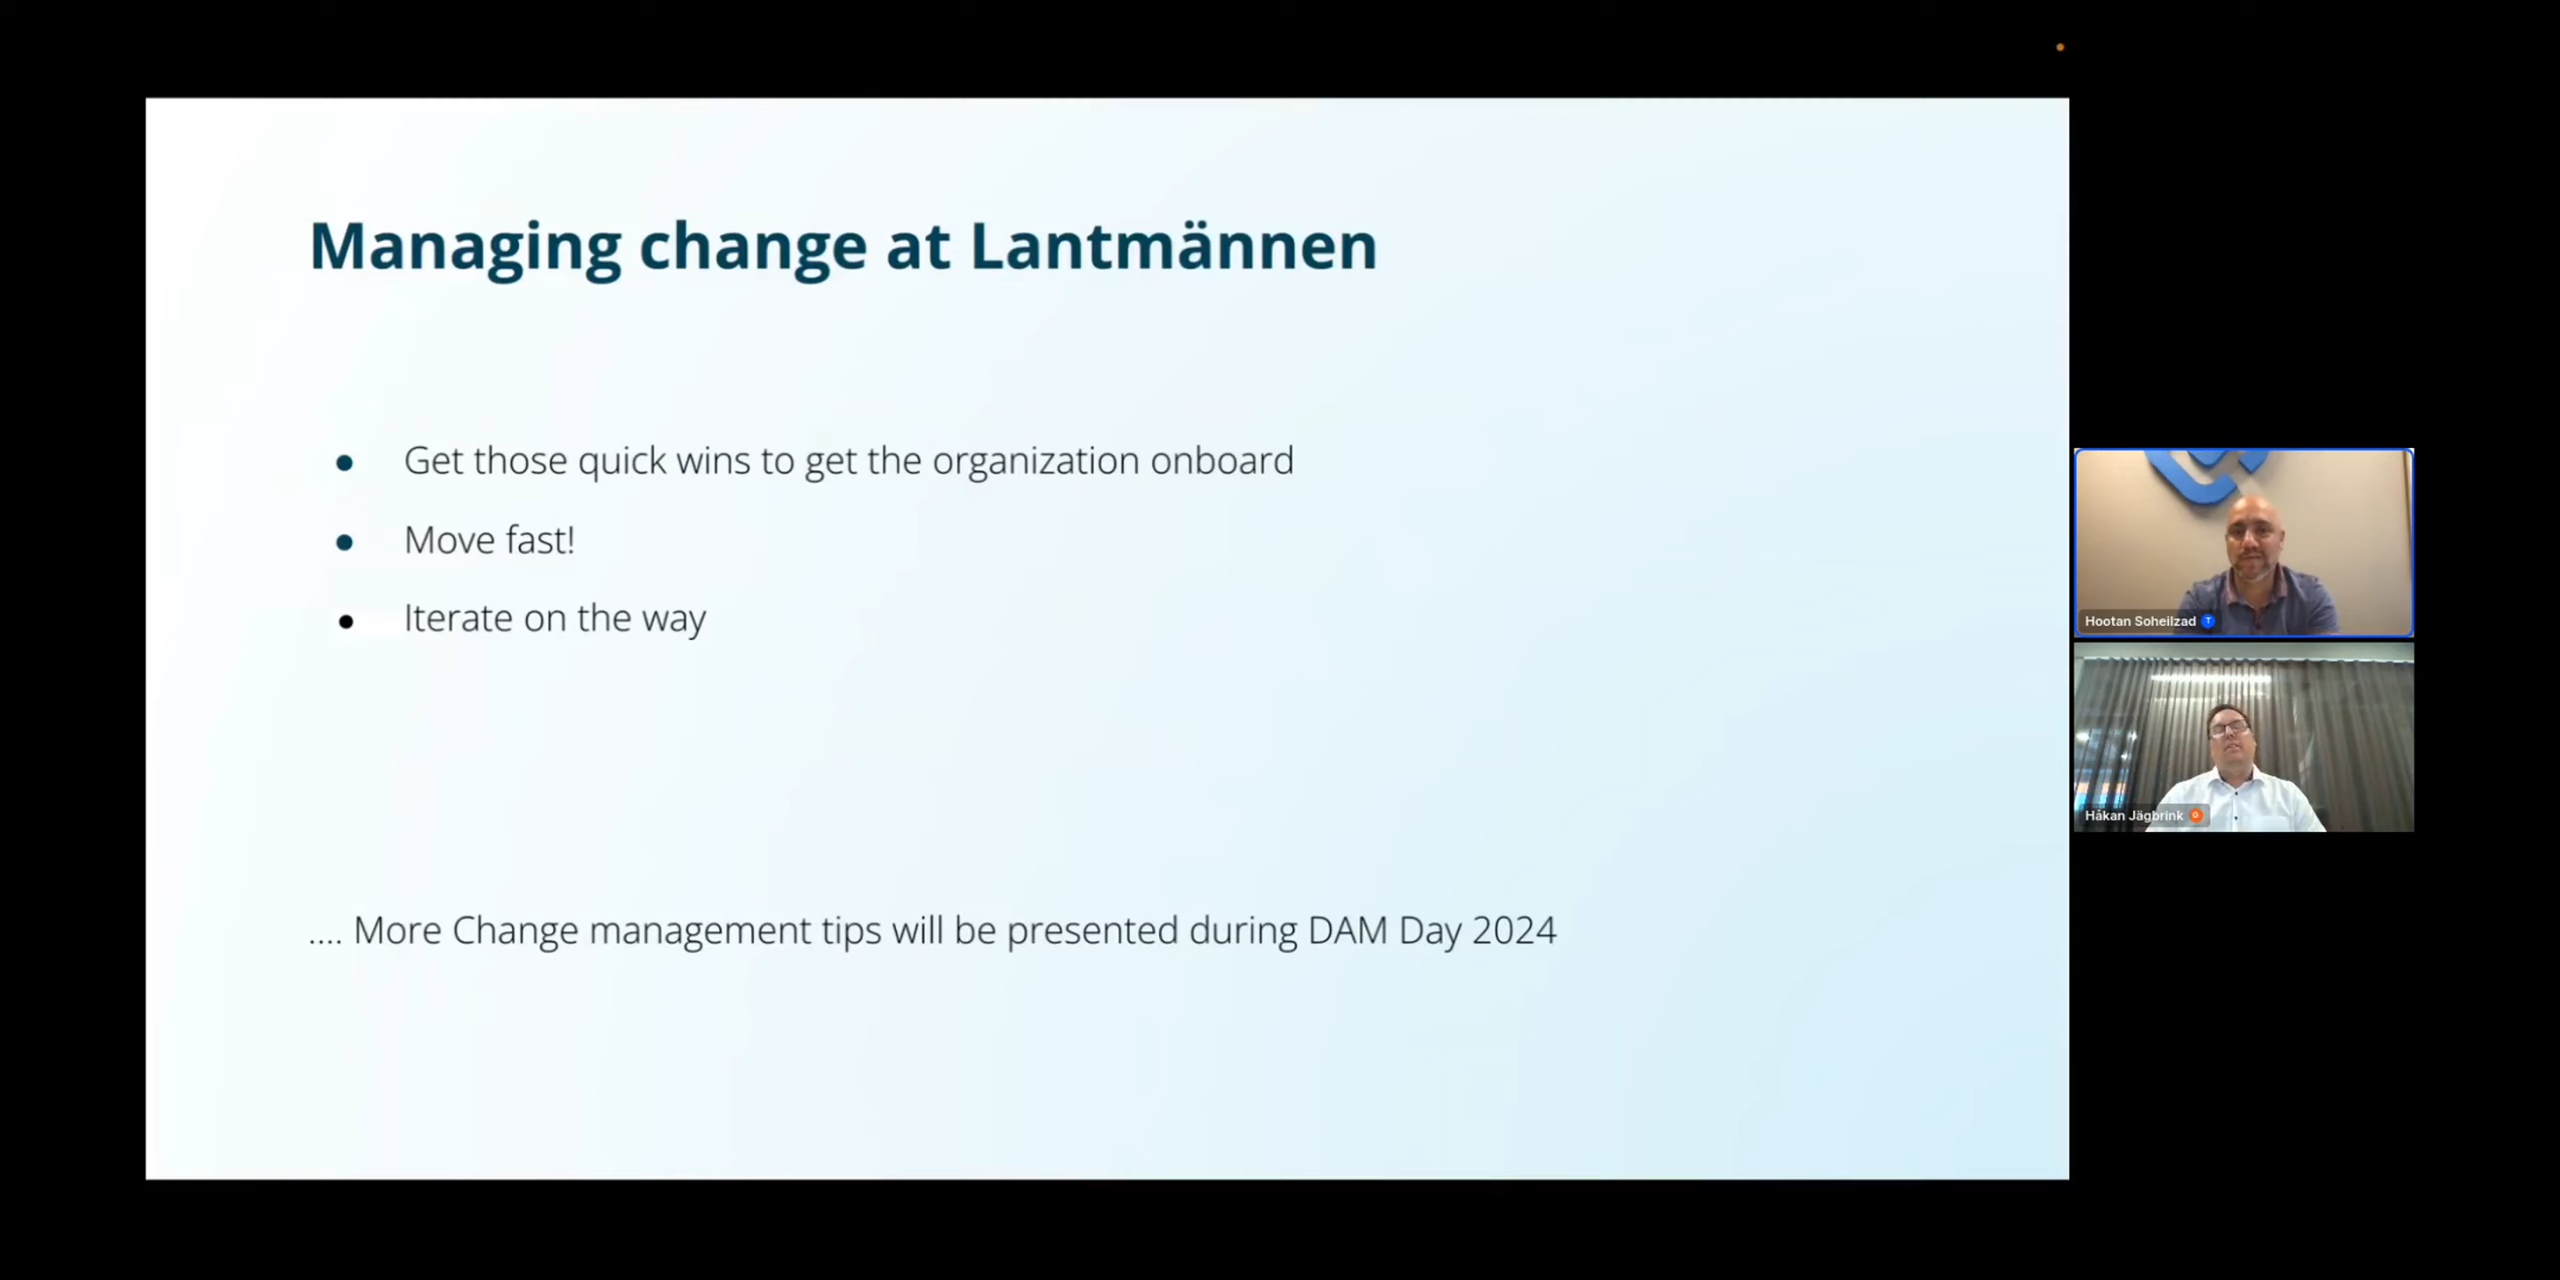 Managing change at Lantmännen
● Get those quick wins to get the organization onboard
● Move fast!
● Iterate on the way
.... More Change management tips will be presented during DAM Day 2024
Hootan Soheilzad T
Håkan Jägbrink G